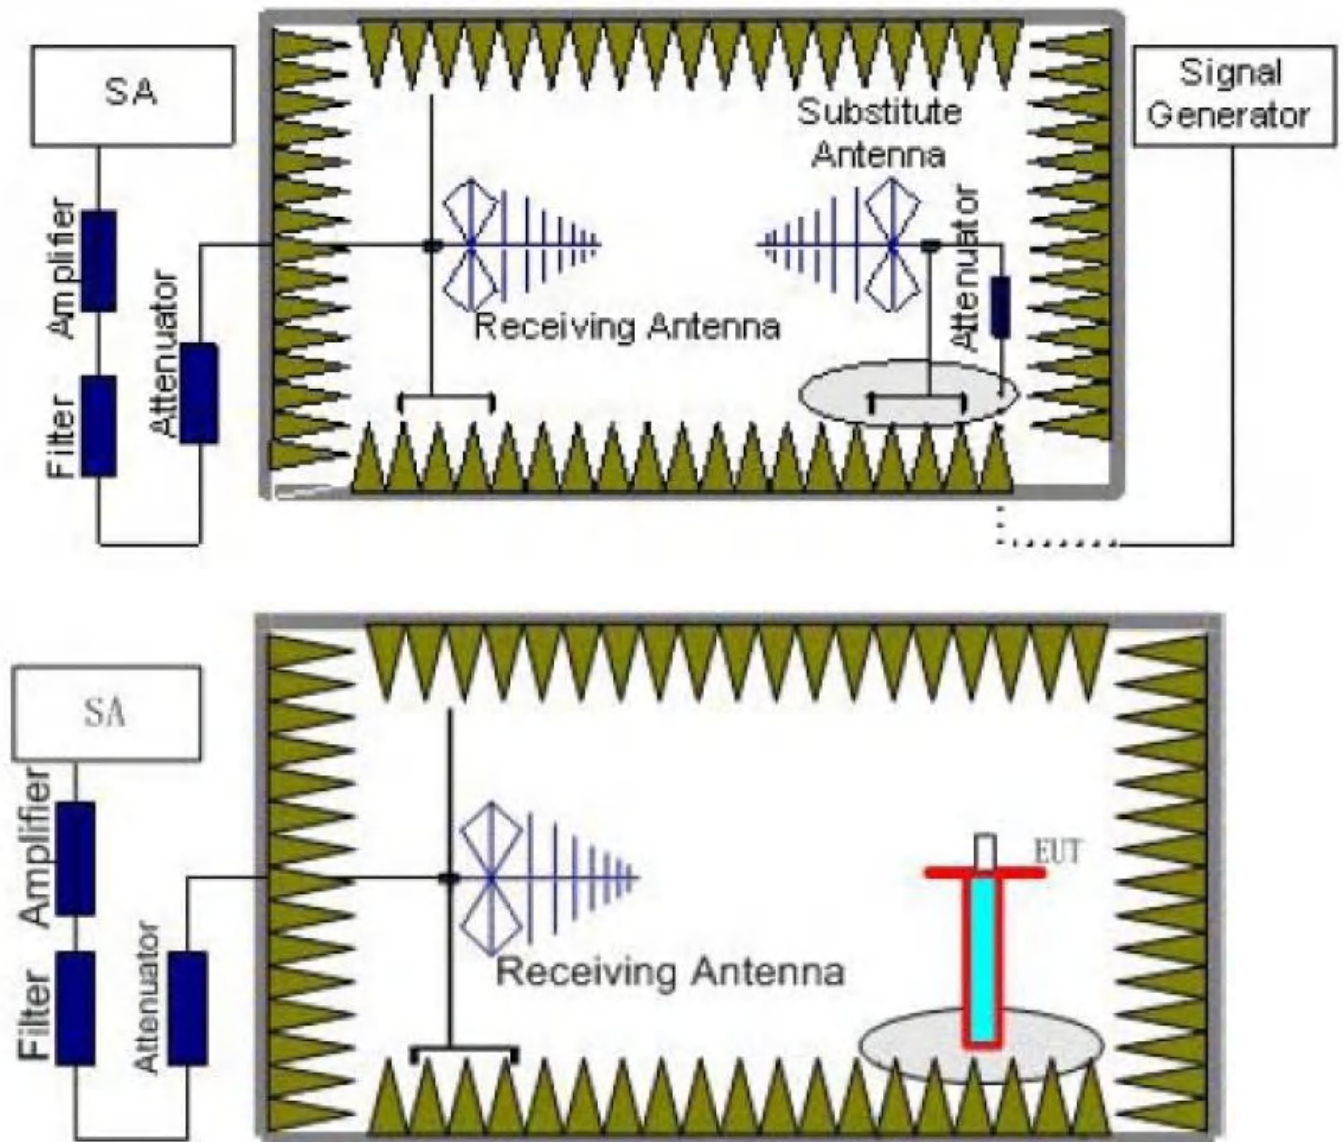 SA
Signal
Generator
Substitute
Antenna
Amplifier
Attenuator
Attenuator
Receiving Antenna
Filter
SA
Amplifier
EUT
Receiving Antenna
Filter
Attenuator